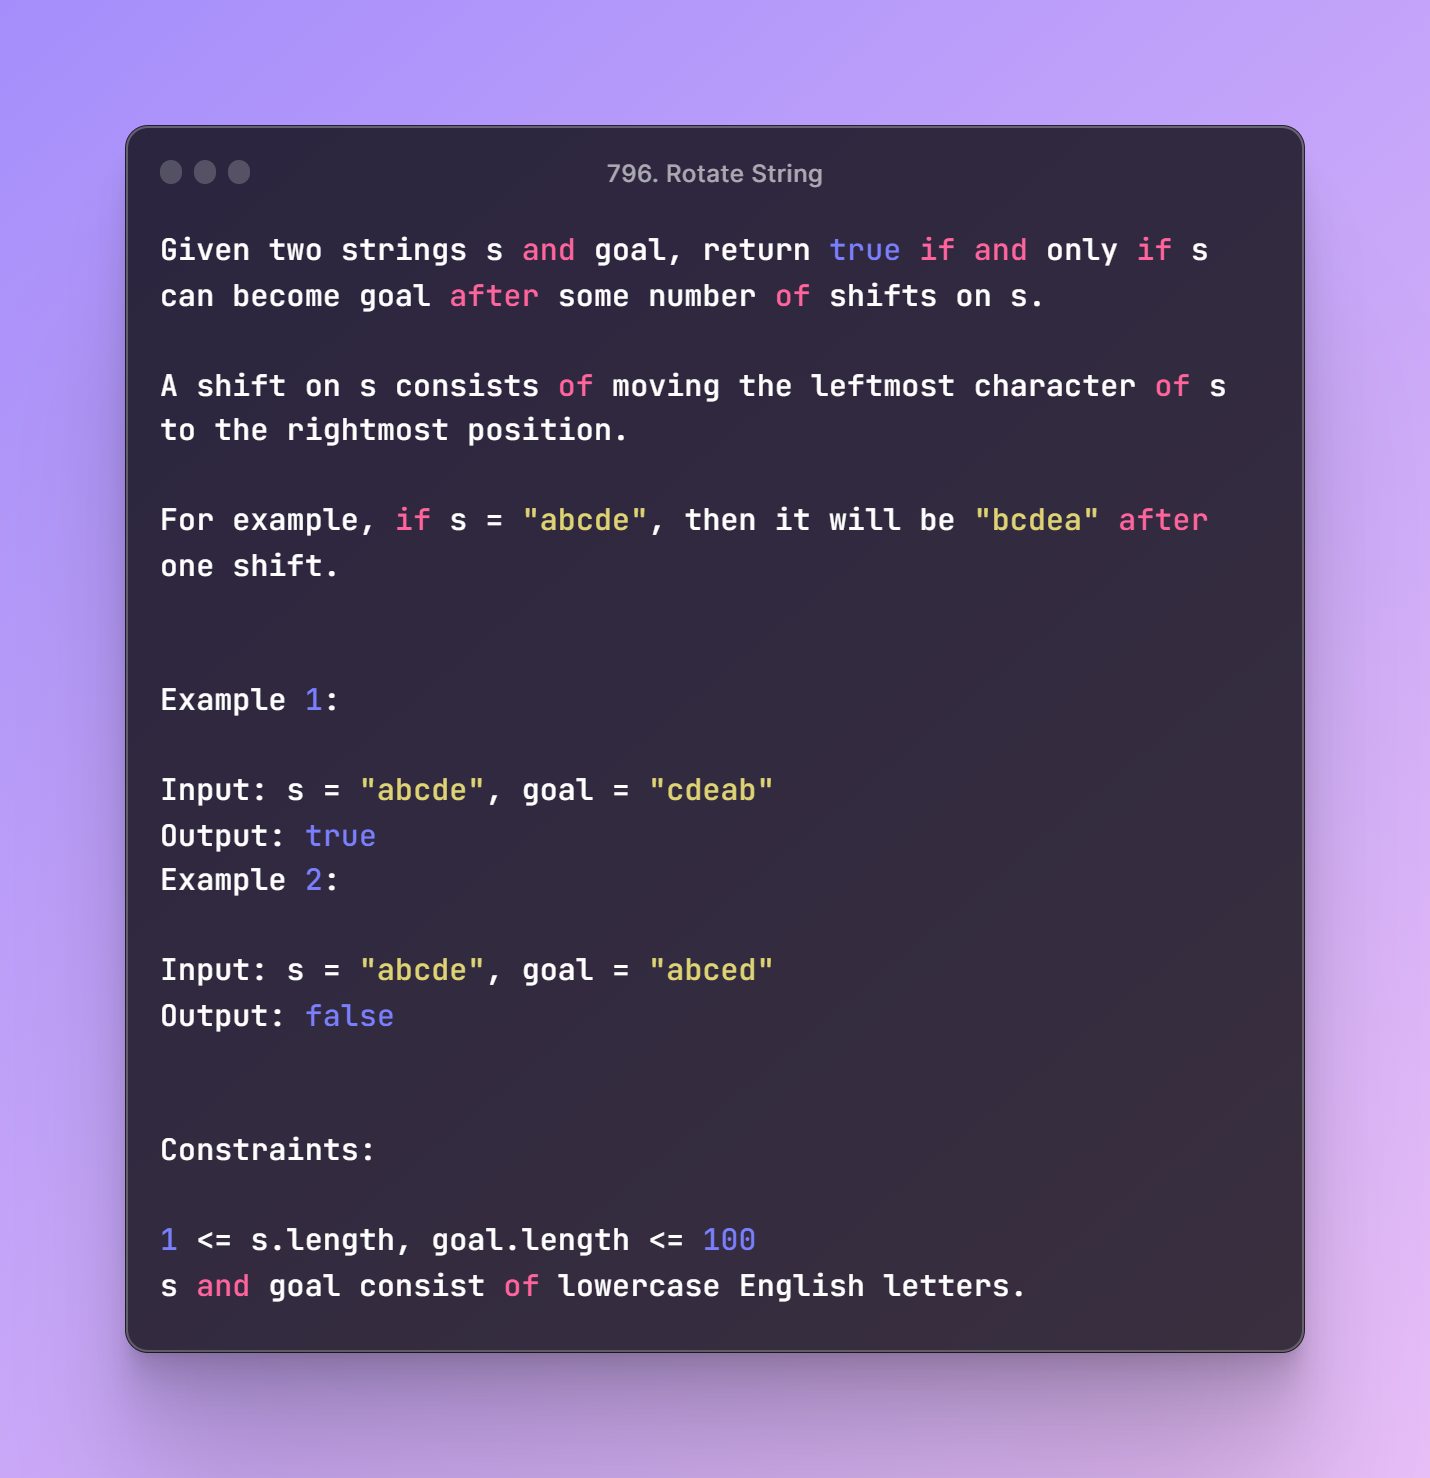 796. Rotate String
Given two strings s and goal, return true if and only if s
can become goal after some number of shifts on s.
A shift on s consists of moving the leftmost character of s
to the rightmost position.
For example, if s = "abcde", then it will be "bcdea" after
one shift.
Example 1:
Input: s = "abcde", goal = "cdeab"
Output: true
Example 2:
Input: s = "abcde", goal = "abced"
Output: false
Constraints:
1 <= s.length, goal.length <= 100
s and goal consist of lowercase English letters.